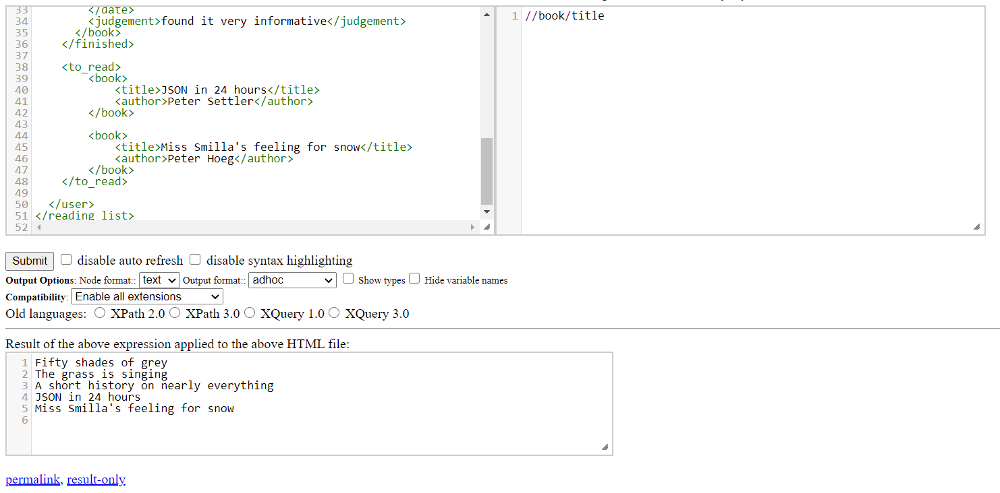 33         </date>
34         <judgement>found it very informative</judgement>
35       </book>
36     </finished>
37
38     <to_read>
39         <book>
40             <title>JSON in 24 hours</title>
41             <author>Peter Settler</author>
42         </book>
43
44         <book>
45             <title>Miss Smilla's feeling for snow</title>
46             <author>Peter Hoeg</author>
47         </book>
48     </to_read>
49
50   </user>
51 </reading_list>
52
1 //book/title
Submit disable auto refresh disable syntax highlighting
Output Options: Node format:: text Output format:: adhoc Show types Hide variable names
Compatibility: Enable all extensions
Old languages: XPath 2.0 XPath 3.0 XQuery 1.0 XQuery 3.0
Result of the above expression applied to the above HTML file:
1 Fifty shades of grey
2 The grass is singing
3 A short history on nearly everything
4 JSON in 24 hours
5 Miss Smilla's feeling for snow
6
permalink, result-only